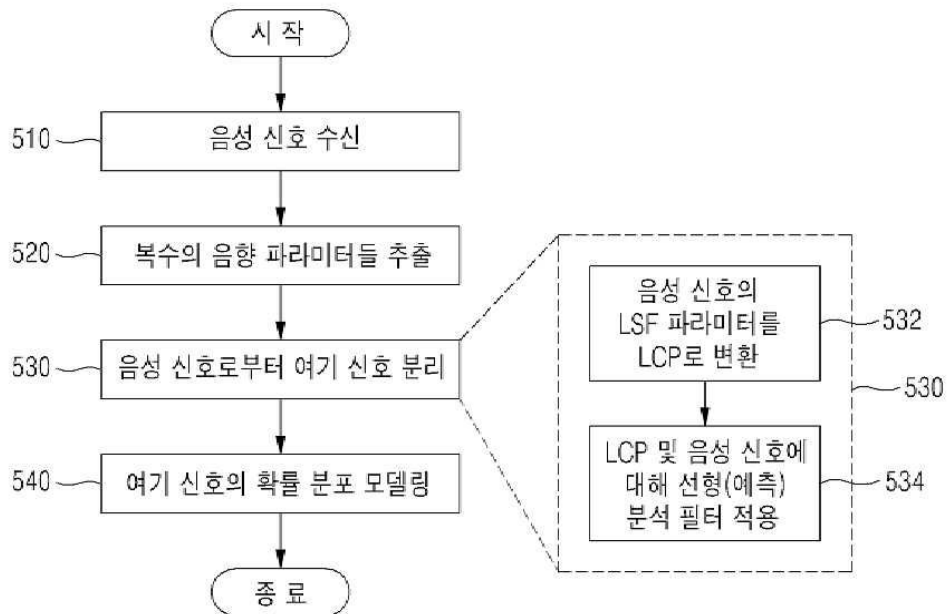 시 작
510
음성 신호 수신
520
복수의 음향 파라미터들 추출
530
음성 신호로부터 여기 신호 분리
540
여기 신호의 확률 분포 모델링
종 료
음성 신호의
LSF 파라미터를
LCP로 변환
532
530
LCP 및 음성 신호에
대해 선형(예측)
분석 필터 적용
534